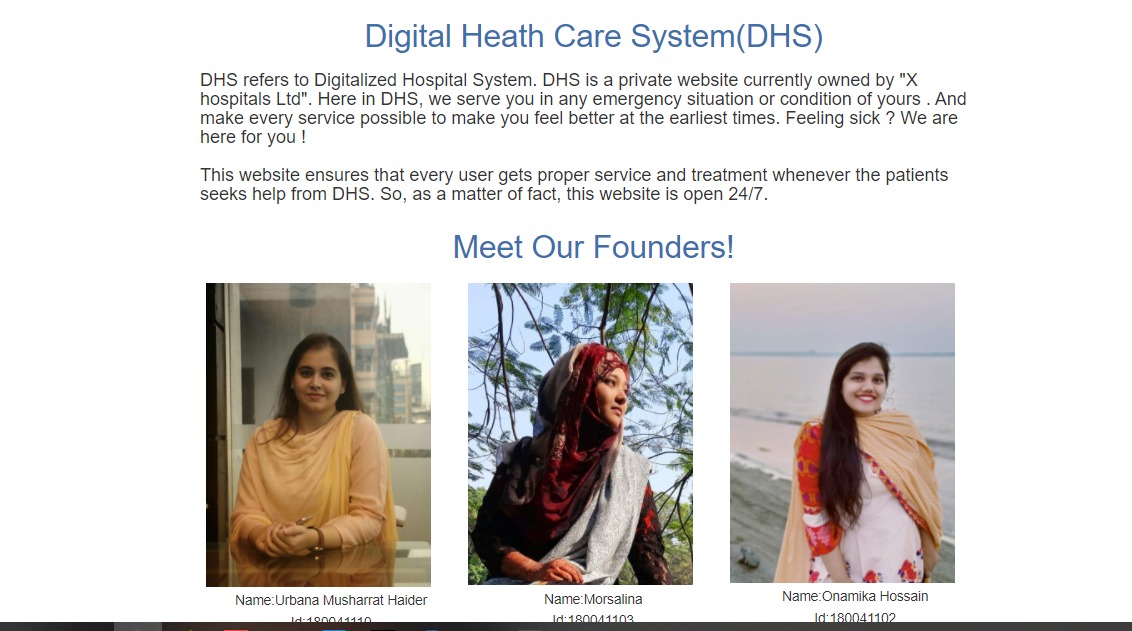 Digital Heath Care System(DHS)
DHS refers to Digitalized Hospital System. DHS is a private website currently owned by "X
hospitals Ltd". Here in DHS, we serve you in any emergency situation or condition of yours . And
make every service possible to make you feel better at the earliest times. Feeling sick ? We are
here for you !
This website ensures that every user gets proper service and treatment whenever the patients
seeks help from DHS. So, as a matter of fact, this website is open 24/7.
Meet Our Founders!
Name:Urbana Musharrat Haider
Id:180041110
Name:Morsalina
Id:180041103
Name:Onamika Hossain
Id:180041102